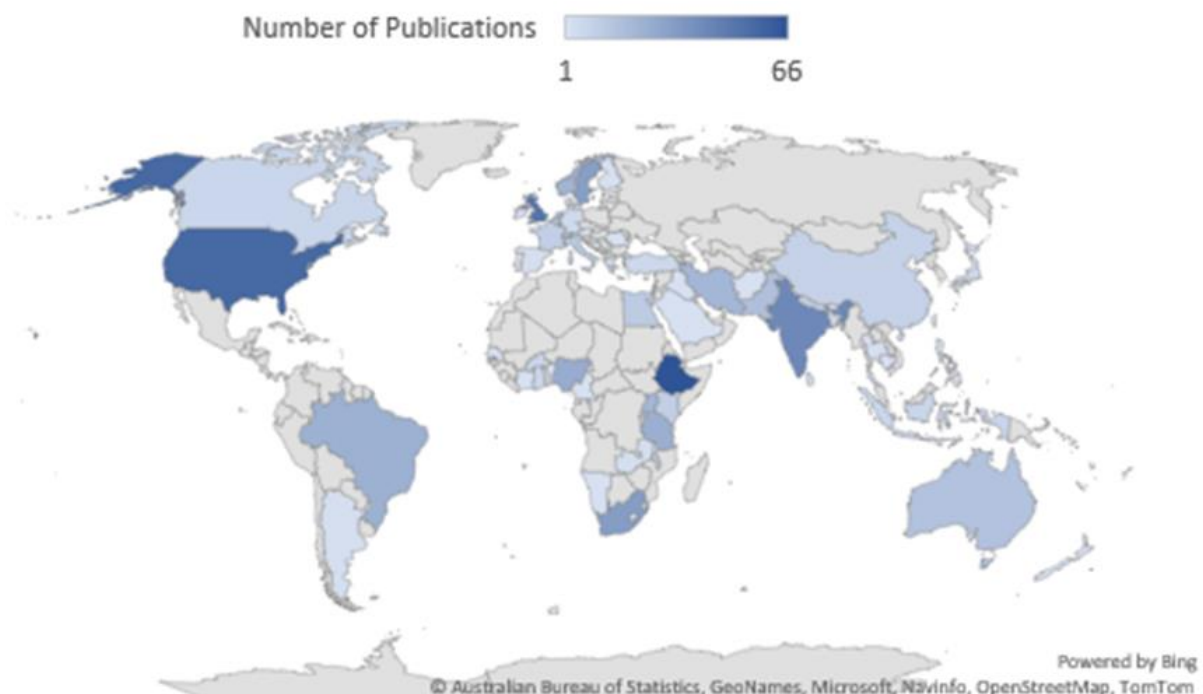 Number of Publications
1 66
Powered by Bing
© Australian Bureau of Statistics, GeoNames, Microsoft, Navinfo, OpenStreetMap, TomTom